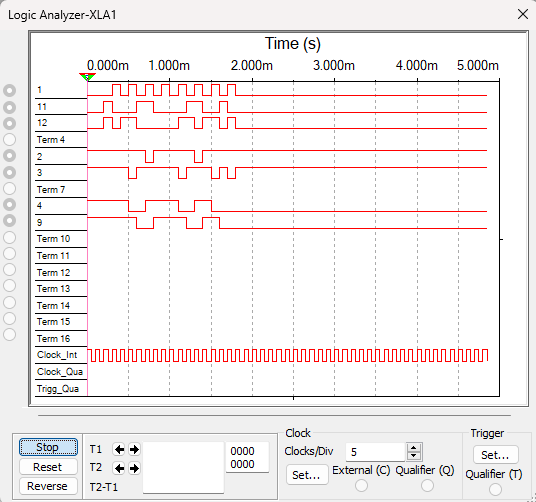 Logic Analyzer-XLA1
Time (s)
0.000m 1.000m 2.000m 3.000m 4.000m 5.000m
1
11
12
Term 4
2
3
Term 7
4
9
Term 10
Term 11
Term 12
Term 13
Term 14
Term 15
Term 16
Clock_Int
Clock_Qua
Trigg_Qua
Stop
Reset
Reverse
T1
T2
T2-T1
0000
0000
Clock
Clocks/Div 5
Set... External (C) Qualifier (Q)
Trigger
Set...
Qualifier (T)